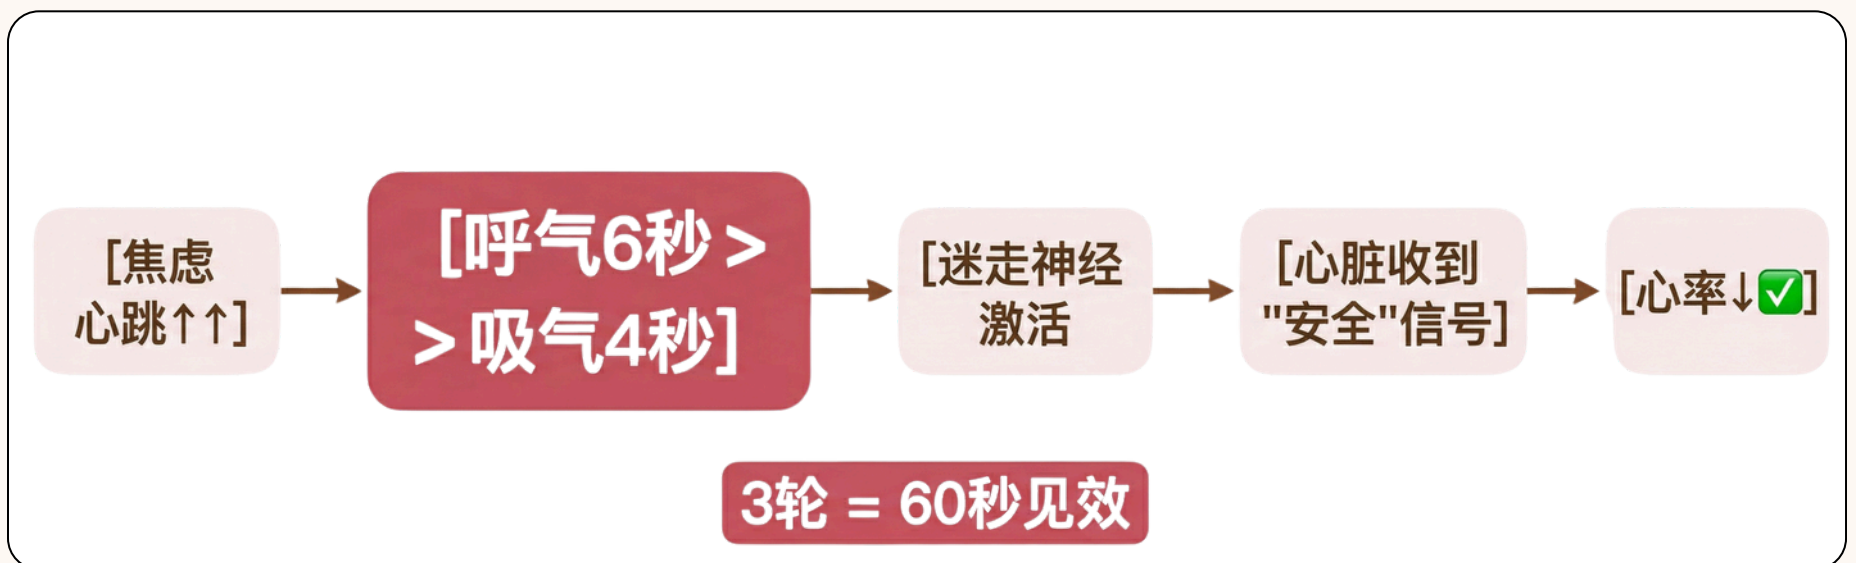 [焦虑
心跳↑↑]
[呼气6秒 >
> 吸气4秒]
[迷走神经
激活
[心脏收到
"安全"信号]
[心率↓✅]
3轮 = 60秒见效